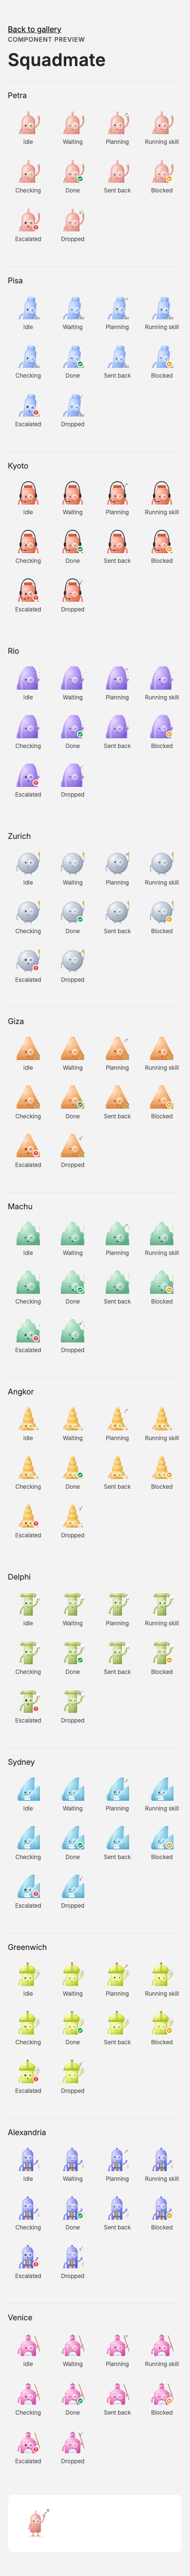 Back to gallery
COMPONENT PREVIEW
Squadmate
Petra
Idle Waiting Planning Running skill
Checking Done Sent back Blocked
Escalated Dropped
Pisa
Idle Waiting Planning Running skill
Checking Done Sent back Blocked
Escalated Dropped
Kyoto
Idle Waiting Planning Running skill
Checking Done Sent back Blocked
Escalated Dropped
Rio
Idle Waiting Planning Running skill
Checking Done Sent back Blocked
Escalated Dropped
Zurich
Idle Waiting Planning Running skill
Checking Done Sent back Blocked
Escalated Dropped
Giza
Idle Waiting Planning Running skill
Checking Done Sent back Blocked
Escalated Dropped
Machu
Idle Waiting Planning Running skill
Checking Done Sent back Blocked
Escalated Dropped
Angkor
Idle Waiting Planning Running skill
Checking Done Sent back Blocked
Escalated Dropped
Delphi
Idle Waiting Planning Running skill
Checking Done Sent back Blocked
Escalated Dropped
Sydney
Idle Waiting Planning Running skill
Checking Done Sent back Blocked
Escalated Dropped
Greenwich
Idle Waiting Planning Running skill
Checking Done Sent back Blocked
Escalated Dropped
Alexandria
Idle Waiting Planning Running skill
Checking Done Sent back Blocked
Escalated Dropped
Venice
Idle Waiting Planning Running skill
Checking Done Sent back Blocked
Escalated Dropped